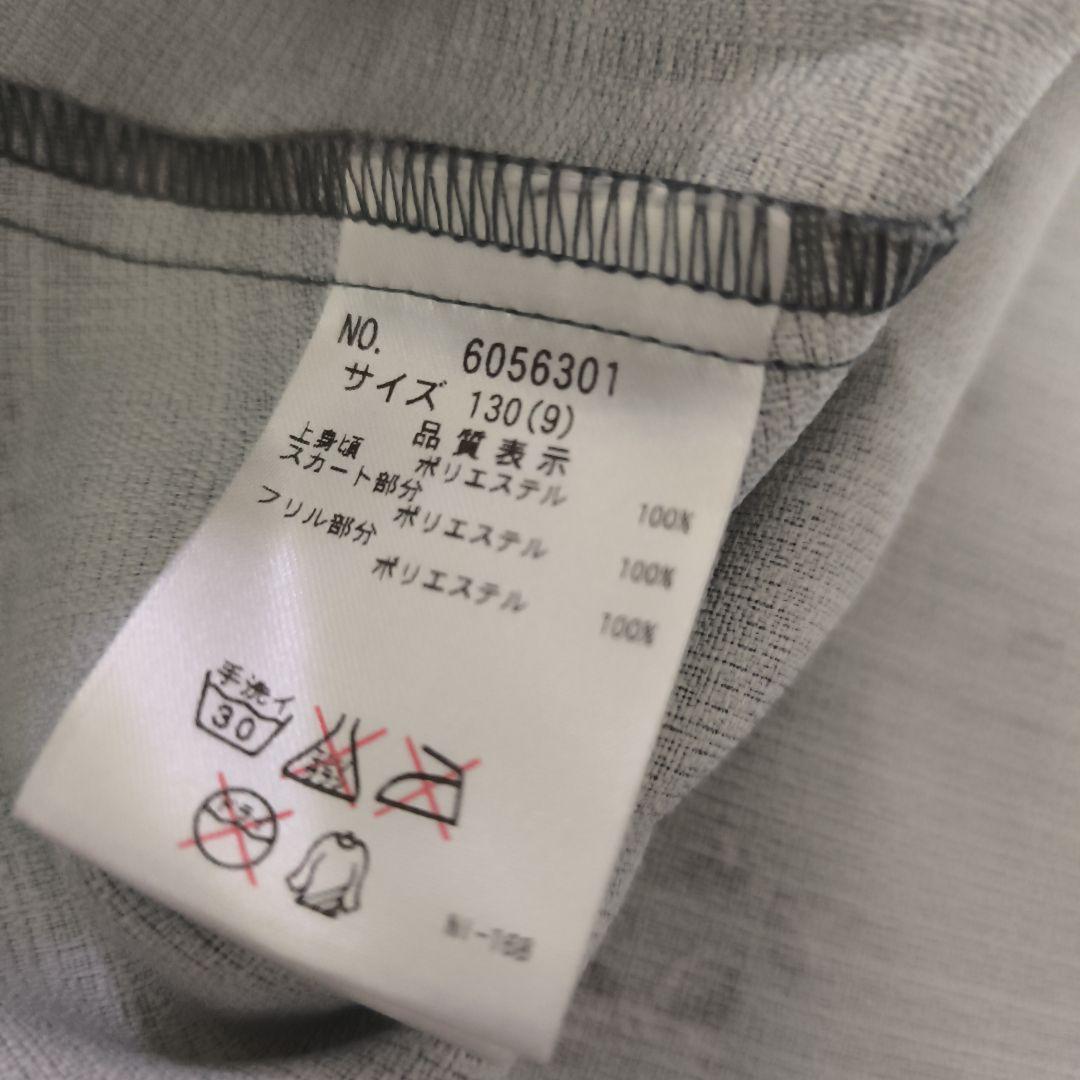 NO. 6056301
サイズ 130(9)
品質表示
上身頃 ポリエステル 100%
スカート部分
ポリエステル 100%
フリル部分
ポリエステル 100%
手洗イ
30